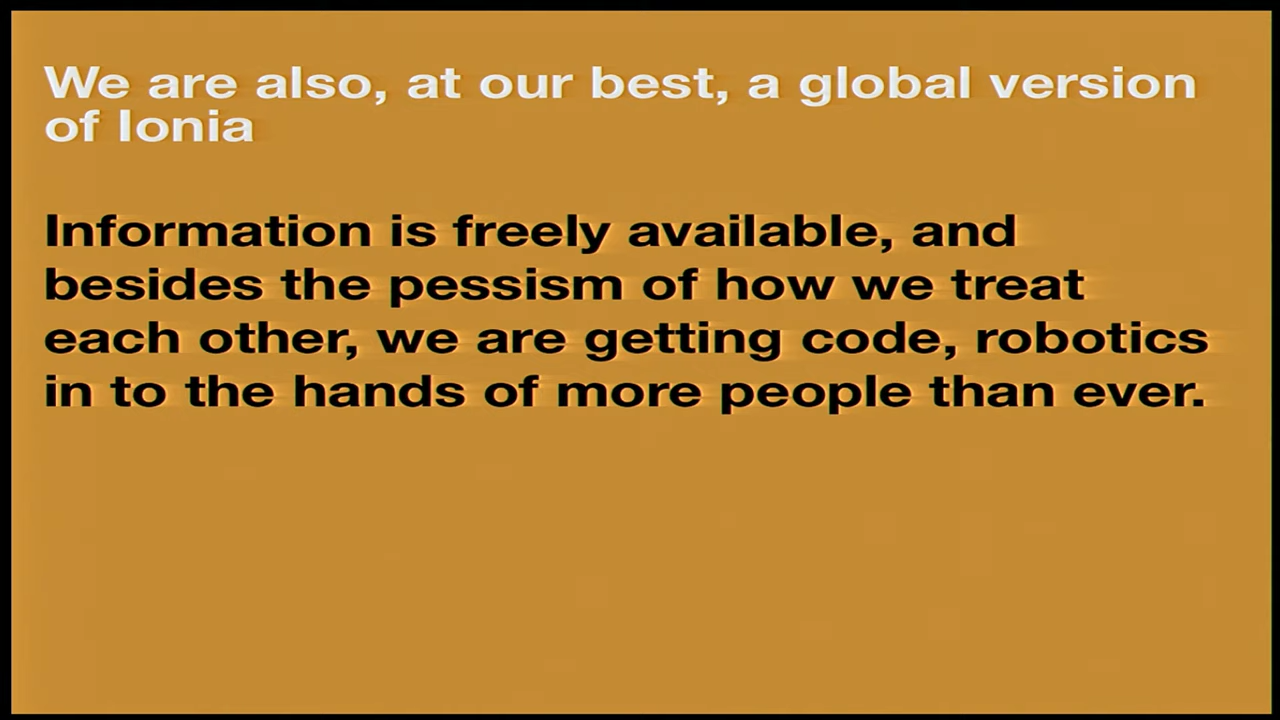 We are also, at our best, a global version
of Ionia
Information is freely available, and
besides the pessism of how we treat
each other, we are getting code, robotics
in to the hands of more people than ever.